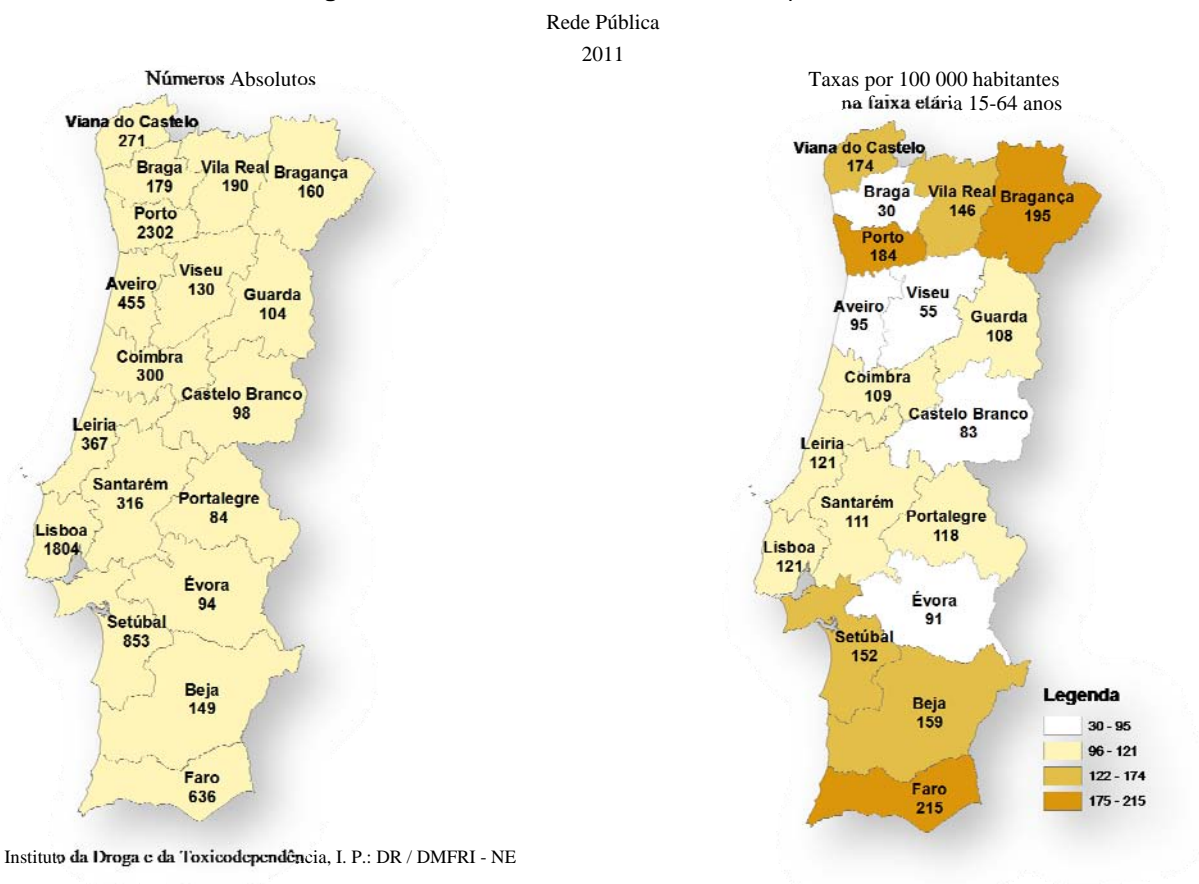 Rede Pública
2011
Números Absolutos
Viana do Castelo
271
Braga
179
Vila Real
190
Bragança
160
Porto
2302
Aveiro
455
Viseu
130
Guarda
104
Coimbra
300
Castelo Branco
98
Leiria
367
Santarém
316
Portalegre
84
Lisboa
1804
Évora
94
Setúbal
853
Beja
149
Faro
636
Taxas por 100 000 habitantes
na faixa etária 15-64 anos
Viana do Castelo
174
Braga
30
Vila Real
146
Bragança
195
Porto
184
Aveiro
95
Viseu
55
Guarda
108
Coimbra
109
Castelo Branco
83
Leiria
121
Santarém
111
Portalegre
118
Lisboa
121
Évora
91
Setúbal
152
Beja
159
Faro
215
Legenda
30 - 95
96 - 121
122 - 174
175 - 215
Instituto da Droga e da Toxicodependência, I. P.: DR / DMFRI - NE